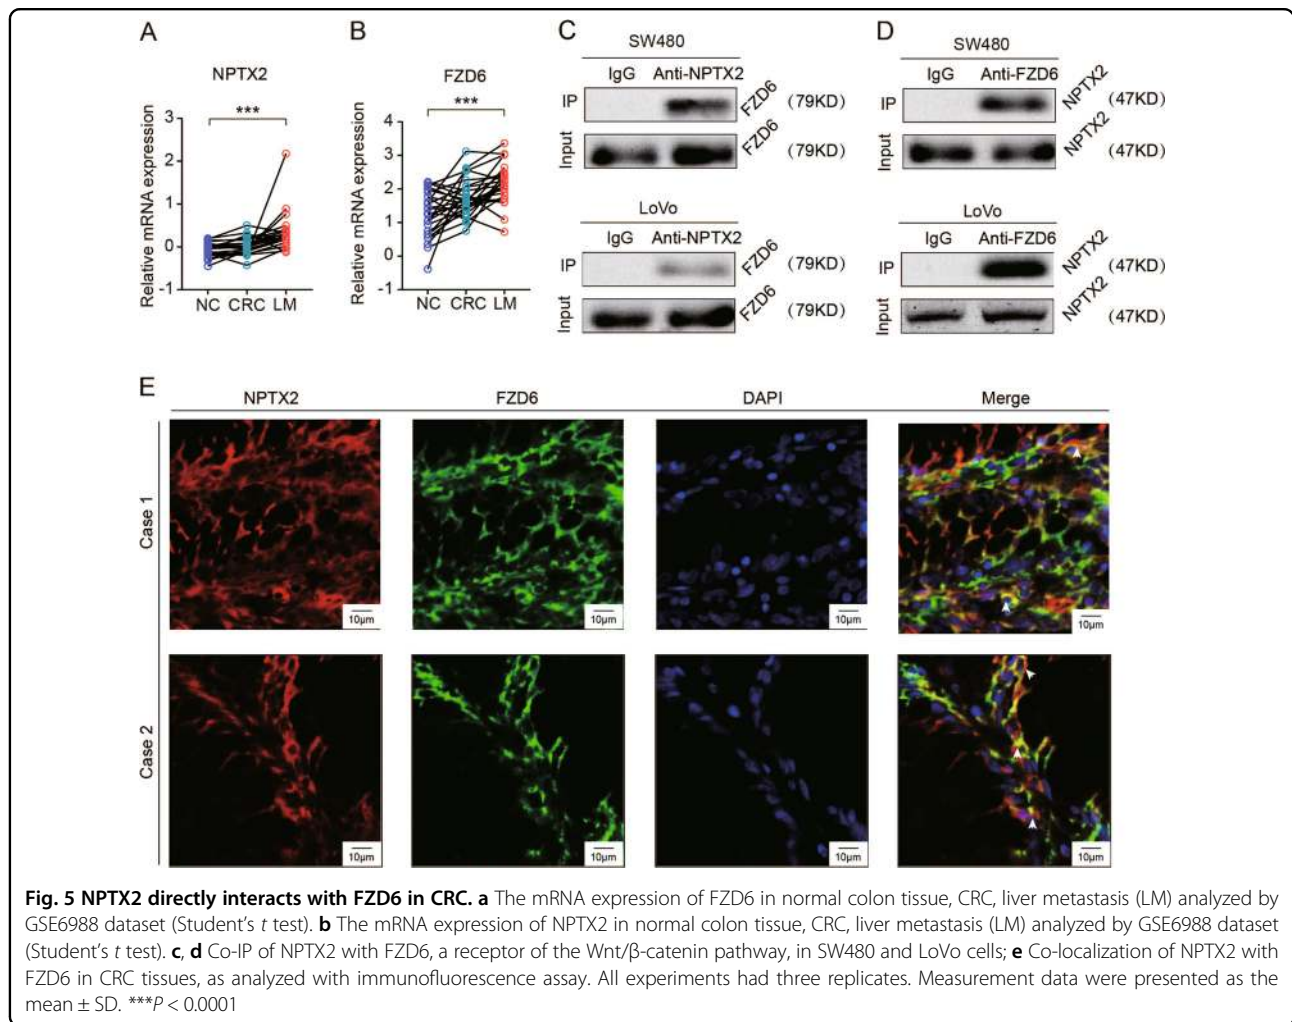 A
NPTX2
***
Relative mRNA expression
3
2
1
0
-1
NC CRC LM
B
FZD6
***
Relative mRNA expression
4
3
2
1
0
-1
NC CRC LM
C
SW480
IgG Anti-NPTX2
IP FZD6 (79KD)
Input FZD6 (79KD)
LoVo
IgG Anti-NPTX2
IP FZD6 (79KD)
Input FZD6 (79KD)
D
SW480
IgG Anti-FZD6
IP NPTX2 (47KD)
Input NPTX2 (47KD)
LoVo
IgG Anti-FZD6
IP NPTX2 (47KD)
Input NPTX2 (47KD)
E
NPTX2 FZD6 DAPI Merge
Case 1
10μm 10μm 10μm 10μm
Case 2
10μm 10μm 10μm 10μm
Fig. 5 NPTX2 directly interacts with FZD6 in CRC. a The mRNA expression of FZD6 in normal colon tissue, CRC, liver metastasis (LM) analyzed by
GSE6988 dataset (Student's t test). b The mRNA expression of NPTX2 in normal colon tissue, CRC, liver metastasis (LM) analyzed by GSE6988 dataset
(Student's t test). c, d Co-IP of NPTX2 with FZD6, a receptor of the Wnt/β-catenin pathway, in SW480 and LoVo cells; e Co-localization of NPTX2 with
FZD6 in CRC tissues, as analyzed with immunofluorescence assay. All experiments had three replicates. Measurement data were presented as the
mean ± SD. ***P < 0.0001